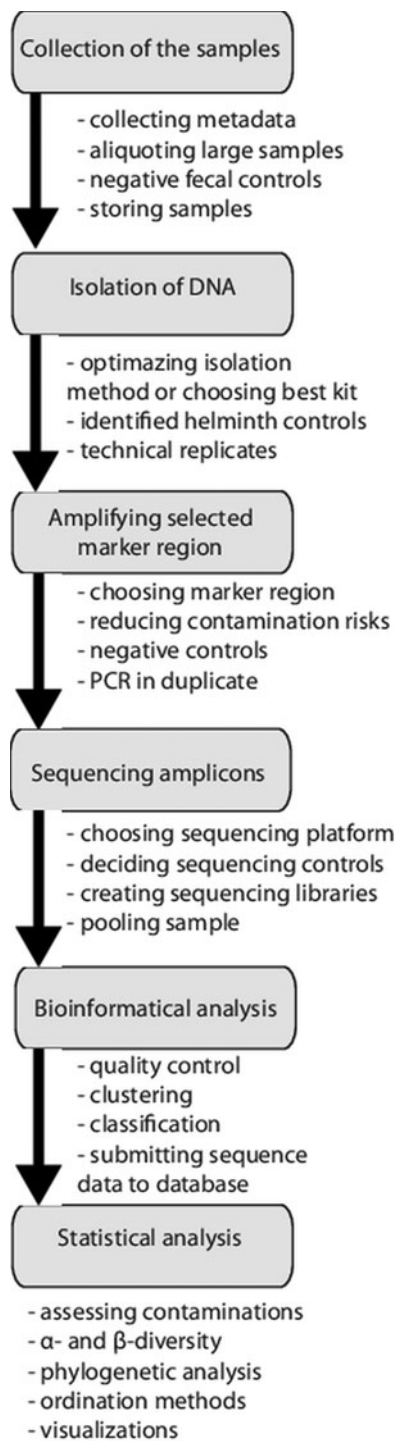 Collection of the samples
- collecting metadata
- aliquoting large samples
- negative fecal controls
- storing samples
Isolation of DNA
- optimazing isolation
method or choosing best kit
- identified helminth controls
- technical replicates
Amplifying selected
marker region
- choosing marker region
- reducing contamination risks
- negative controls
- PCR in duplicate
Sequencing amplicons
- choosing sequencing platform
- deciding sequencing controls
- creating sequencing libraries
- pooling sample
Bioinformatical analysis
- quality control
- clustering
- classification
- submitting sequence
data to database
Statistical analysis
- assessing contaminations
- α- and β-diversity
- phylogenetic analysis
- ordination methods
- visualizations